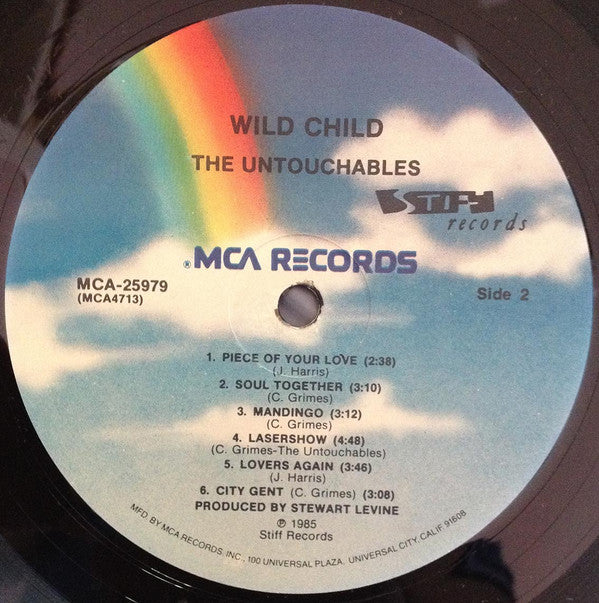 WILD CHILD
THE UNTOUCHABLES
STIFF
records
® MCA RECORDS
MCA-25979
(MCA4713)
Side 2
1. PIECE OF YOUR LOVE (2:38)
(J. Harris)
2. SOUL TOGETHER (3:10)
(C. Grimes)
3. MANDINGO (3:12)
(C. Grimes)
4. LASERSHOW (4:48)
(C. Grimes-The Untouchables)
5. LOVERS AGAIN (3:46)
(J. Harris)
6. CITY GENT (C. Grimes) (3:08)
PRODUCED BY STEWART LEVINE
℗ 1985
Stiff Records
MFD. BY MCA RECORDS, INC., 100 UNIVERSAL PLAZA, UNIVERSAL CITY, CALIF. 91608